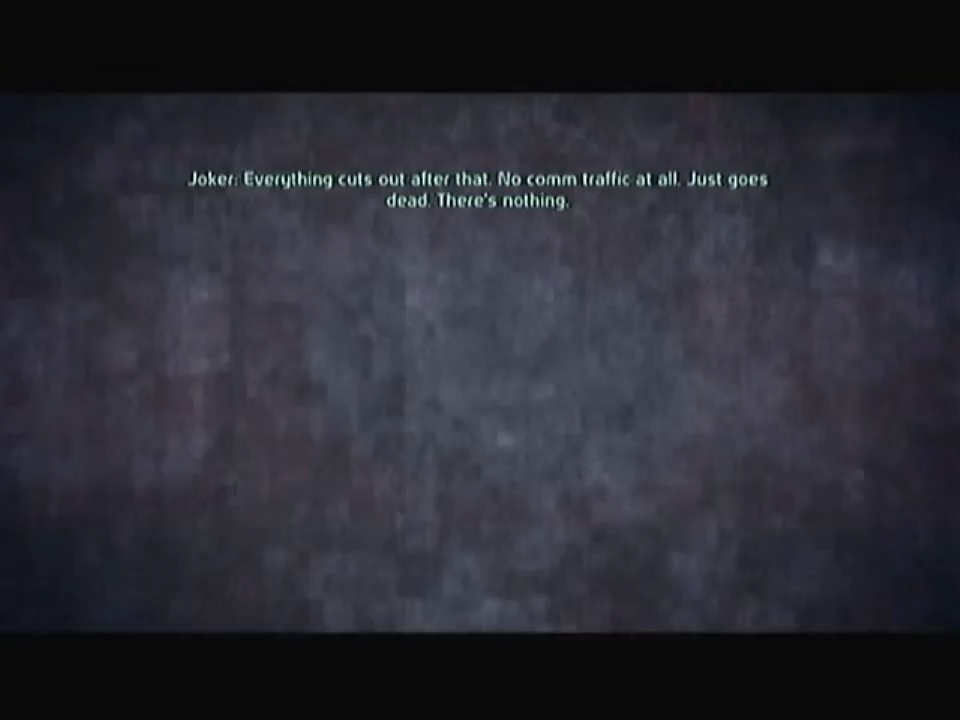 Joker: Everything cuts out after that. No comm traffic at all. Just goes
dead. There's nothing.